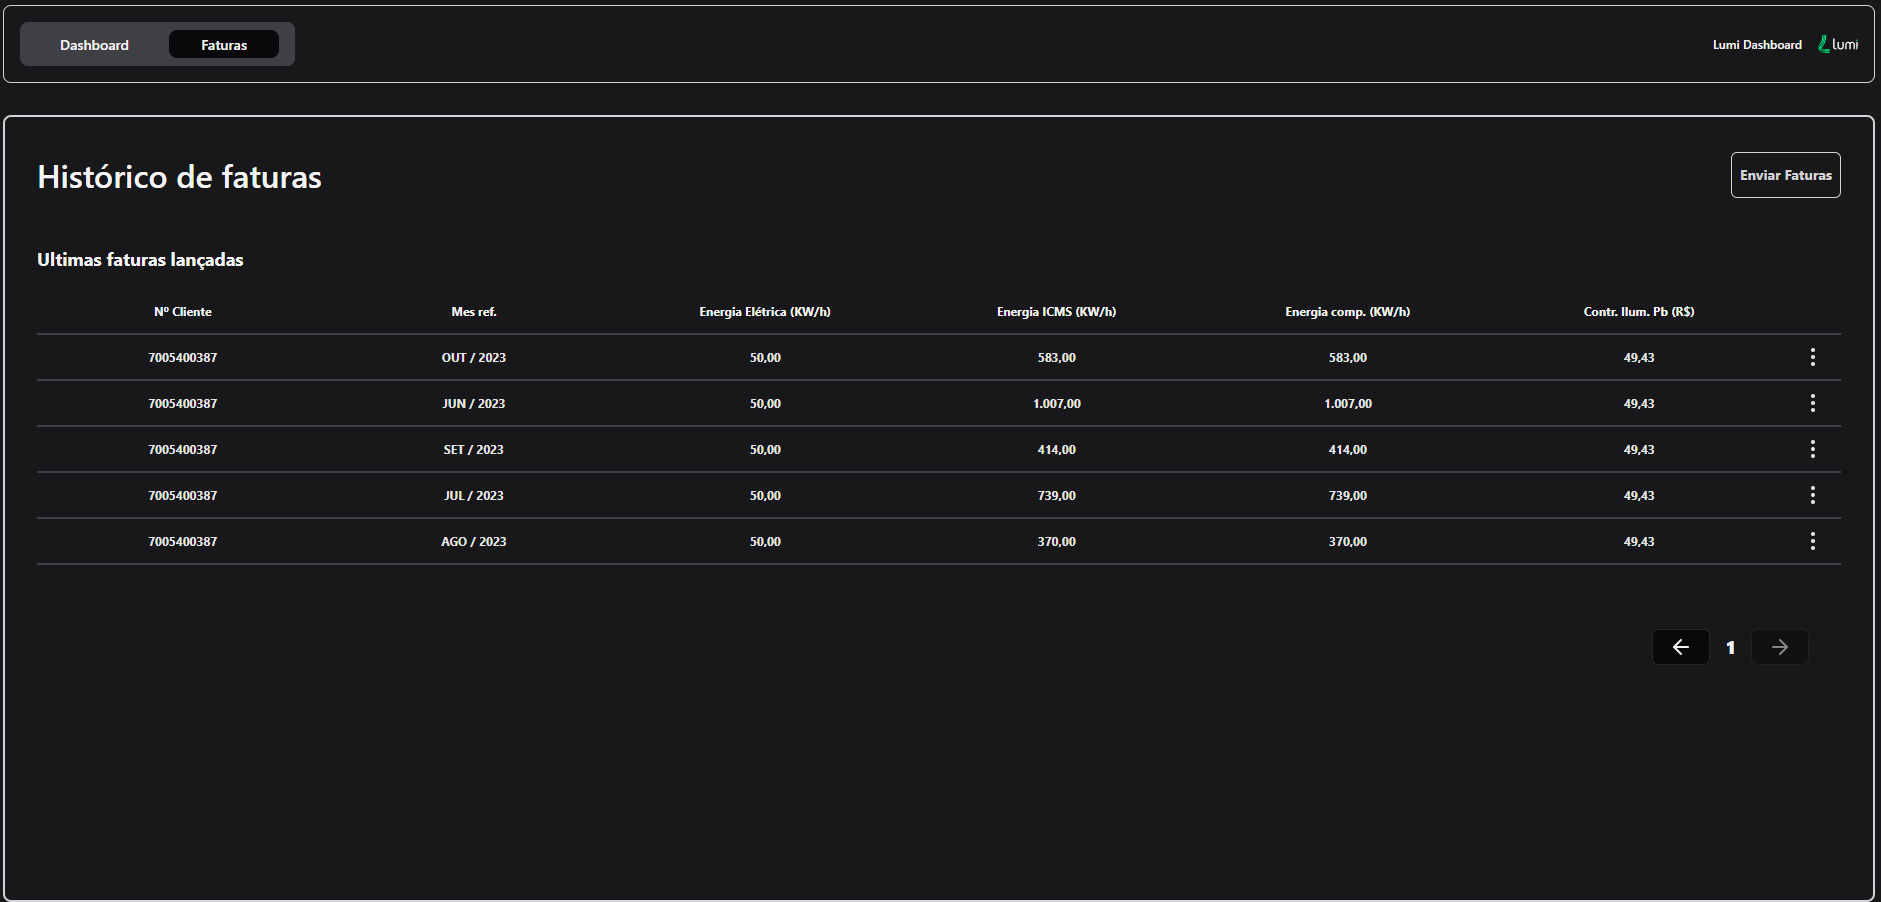 Dashboard Faturas Lumi Dashboard lumi
Histórico de faturas Enviar Faturas
Ultimas faturas lançadas
Nº Cliente Mes ref. Energia Elétrica (KW/h) Energia ICMS (KW/h) Energia comp. (KW/h) Contr. Ilum. Pb (R$)
7005400387 OUT / 2023 50,00 583,00 583,00 49,43
7005400387 JUN / 2023 50,00 1.007,00 1.007,00 49,43
7005400387 SET / 2023 50,00 414,00 414,00 49,43
7005400387 JUL / 2023 50,00 739,00 739,00 49,43
7005400387 AGO / 2023 50,00 370,00 370,00 49,43
1